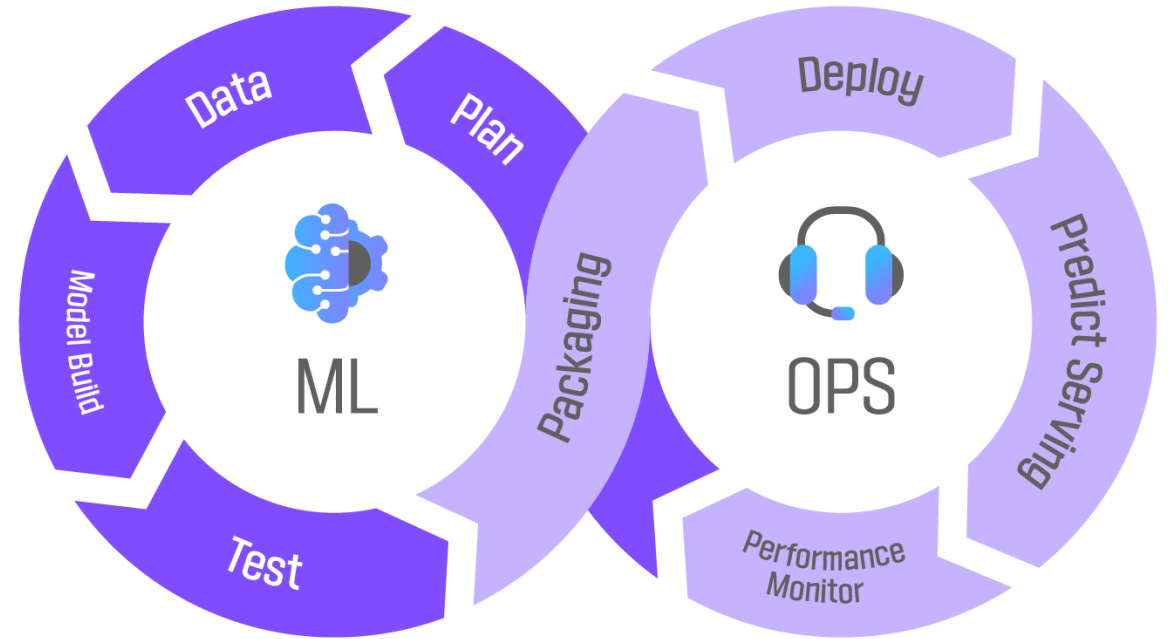 Data
Plan
Model Build
Test
ML
Packaging
Deploy
Predict Serving
OPS
Performance
Monitor